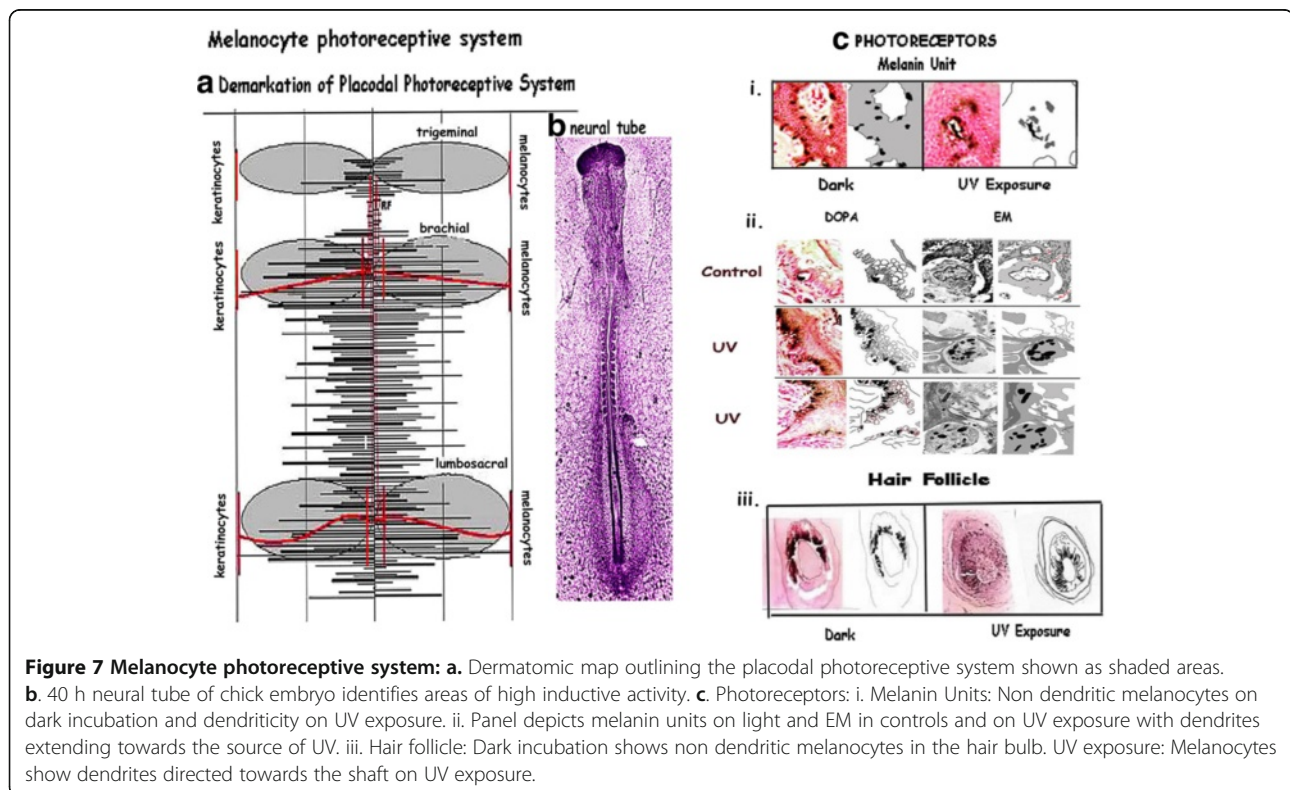 Melanocyte photoreceptive system
a Demarkation of Placodal Photoreceptive System
trigeminal
keratinocytes
melanocytes
RF
brachial
keratinocytes
melanocytes
lumbosacral
keratinocytes
melanocytes
b neural tube
c PHOTORECEPTORS
Melanin Unit
i.
Dark
UV Exposure
ii.
DOPA
EM
Control
UV
UV
Hair Follicle
iii.
Dark
UV Exposure
Figure 7 Melanocyte photoreceptive system: a. Dermatomic map outlining the placodal photoreceptive system shown as shaded areas.
b. 40 h neural tube of chick embryo identifies areas of high inductive activity. c. Photoreceptors: i. Melanin Units: Non dendritic melanocytes on
dark incubation and dendriticity on UV exposure. ii. Panel depicts melanin units on light and EM in controls and on UV exposure with dendrites
extending towards the source of UV. iii. Hair follicle: Dark incubation shows non dendritic melanocytes in the hair bulb. UV exposure: Melanocytes
show dendrites directed towards the shaft on UV exposure.